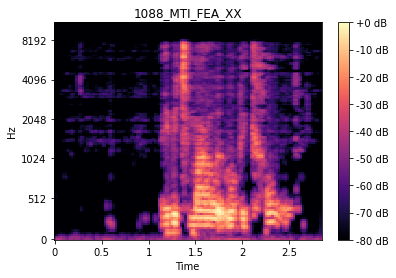 1088_MTI_FEA_XX
+0 dB
8192
-10 dB
4096
-20 dB
-30 dB
2048
Hz
-40 dB
1024
-50 dB
512
-60 dB
-70 dB
0
-80 dB
0 0.5 1 1.5 2 2.5
Time